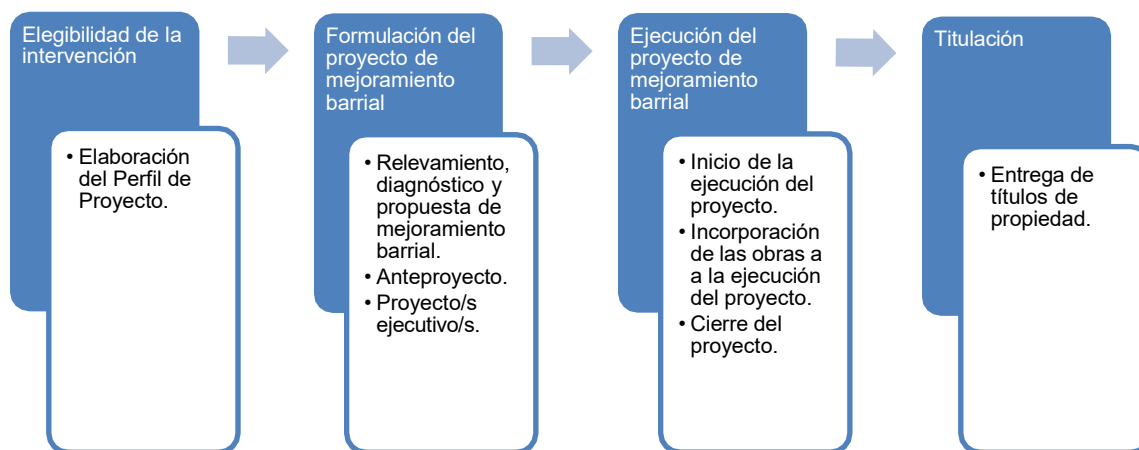 Elegibilidad de la
intervención
• Elaboración
del Perfil de
Proyecto.
Formulación del
proyecto de
mejoramiento
barrial
• Relevamiento,
diagnóstico y
propuesta de
mejoramiento
barrial.
• Anteproyecto.
• Proyecto/s
ejecutivo/s.
Ejecución del
proyecto de
mejoramiento
barrial
• Inicio de la
ejecución del
proyecto.
• Incorporación
de las obras a
a la ejecución
del proyecto.
• Cierre del
proyecto.
Titulación
• Entrega de
títulos de
propiedad.